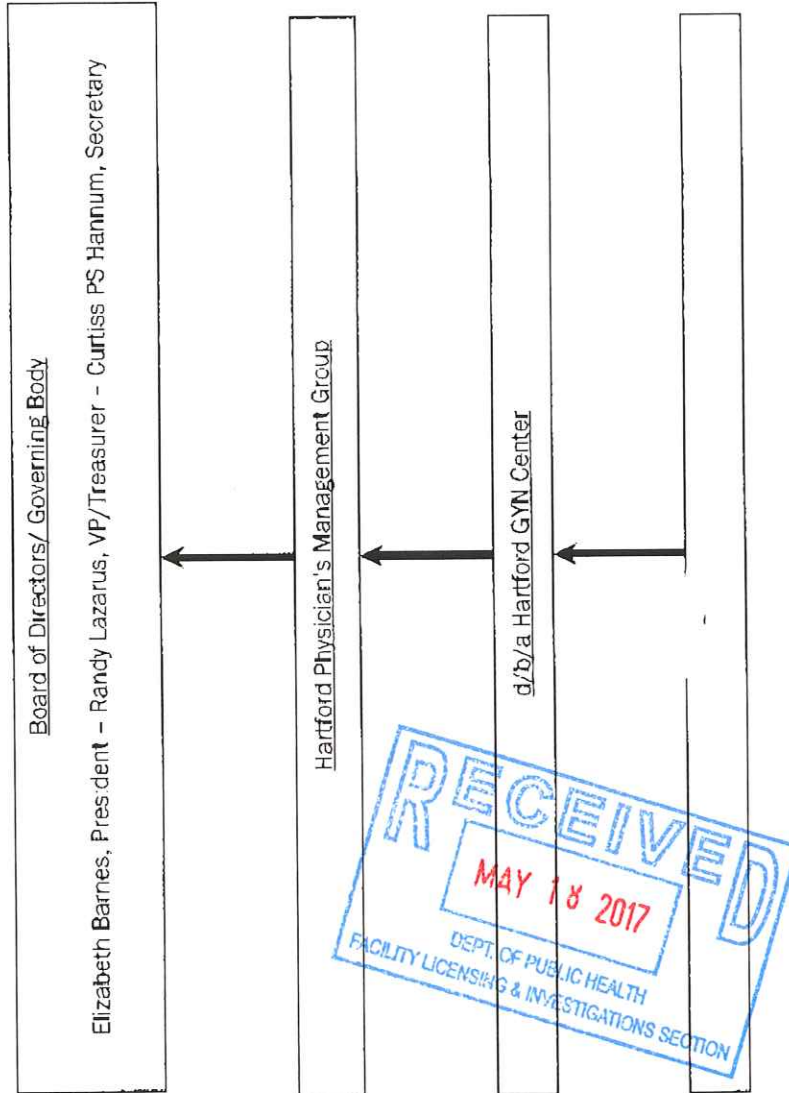 Board of Directors/ Governing Body
Elizabeth Barnes, President – Randy Lazarus, VP/Treasurer – Curtiss PS Hannum, Secretary
Hartford Physician's Management Group
d/b/a Hartford GYN Center
RECEIVED
MAY 18 2017
DEPT. OF PUBLIC HEALTH
FACILITY LICENSING & INVESTIGATIONS SECTION